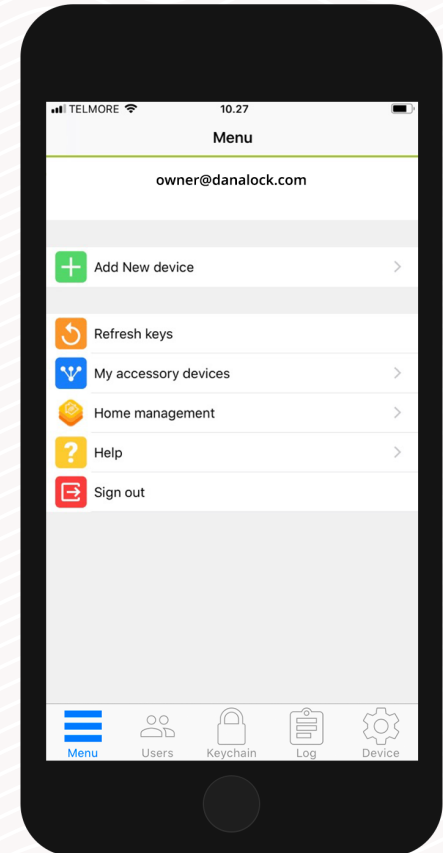 TELMORE 10.27
Menu
owner@danalock.com
Add New device
Refresh keys
My accessory devices
Home management
? Help
Sign out
Menu Users Keychain Log Device